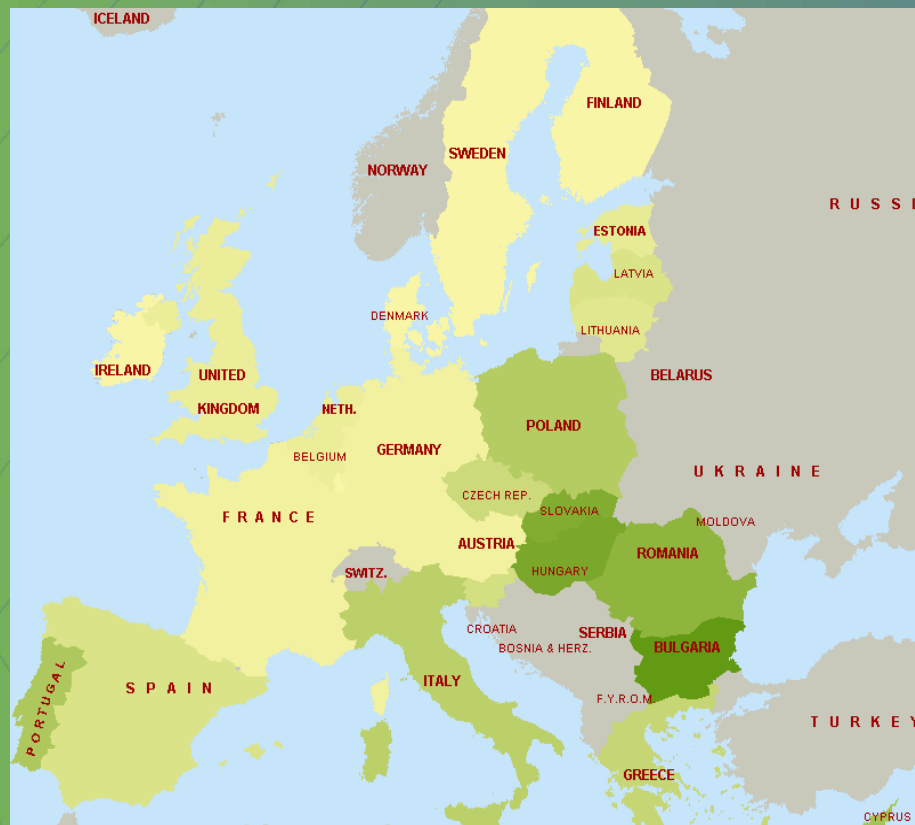 ICELAND
FINLAND
SWEDEN
NORWAY
RUSSI
ESTONIA
LATVIA
DENMARK
LITHUANIA
IRELAND
UNITED
KINGDOM
BELARUS
NETH.
POLAND
GERMANY
BELGIUM
UKRAINE
CZECH REP.
SLOVAKIA
FRANCE
MOLDOVA
AUSTRIA
ROMANIA
SWITZ.
HUNGARY
CROATIA
SERBIA
BOSNIA & HERZ.
BULGARIA
ITALY
SPAIN
PORTUGAL
F.Y.R.O.M.
TURKEY
GREECE
CYPRUS